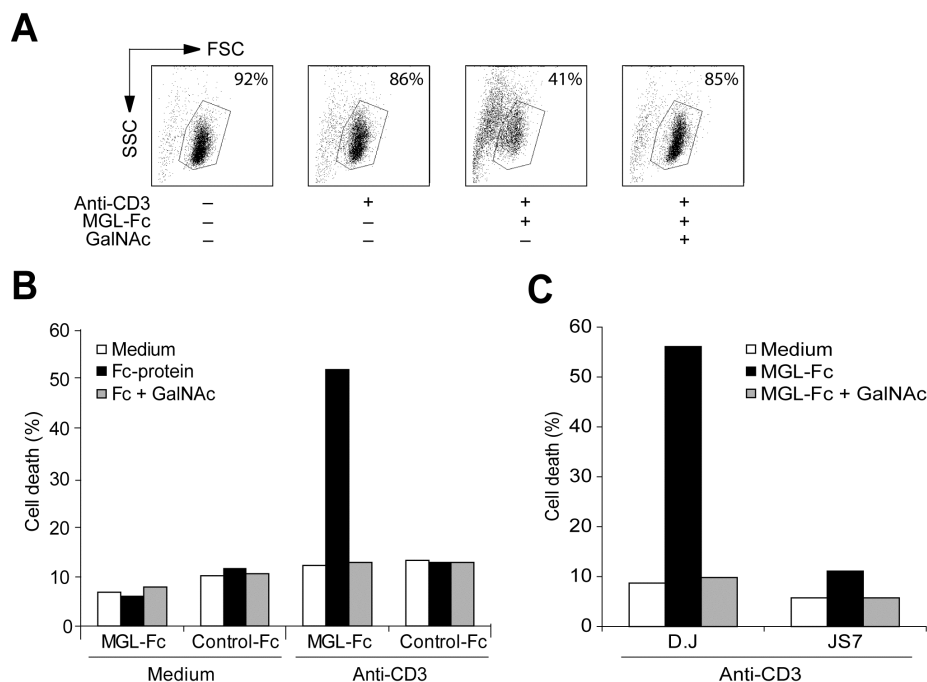 A
FSC
SSC
92%
86%
41%
85%
Anti-CD3 – + + +
MGL-Fc – – + +
GalNAc – – – +
B
Cell death (%)
60
50
40
30
20
10
0
Medium
Fc-protein
Fc + GalNAc
MGL-Fc Control-Fc MGL-Fc Control-Fc
Medium Anti-CD3
C
Cell death (%)
60
50
40
30
20
10
0
Medium
MGL-Fc
MGL-Fc + GalNAc
D.J JS7
Anti-CD3